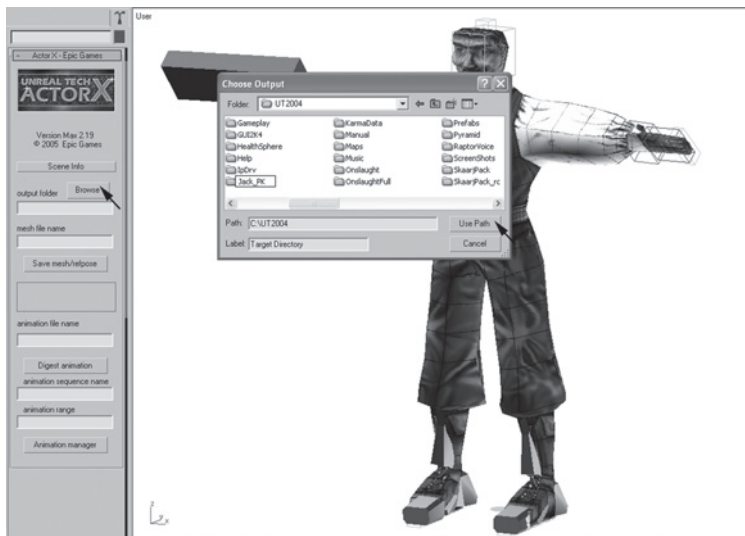 User
ActorX - Epic Games
UNREAL TECH
ACTORX
Version Max 2.19
© 2005 Epic Games
Scene Info
output folder
Browse
mesh file name
Save mesh/refpose
animation file name
Digest animation
animation sequence name
animation range
Animation manager
Choose Output
Folder:
UT2004
Gameplay
GUI2K4
HealthSphere
Help
IpDrv
Jack_PK
KarmaData
Manual
Maps
Music
Onslaught
OnslaughtFull
Prefabs
Pyramid
RaptorVoice
ScreenShots
SkaarjPack
SkaarjPack_rc
Path:
C:\UT2004
Use Path
Label:
Target Directory
Cancel
z
x